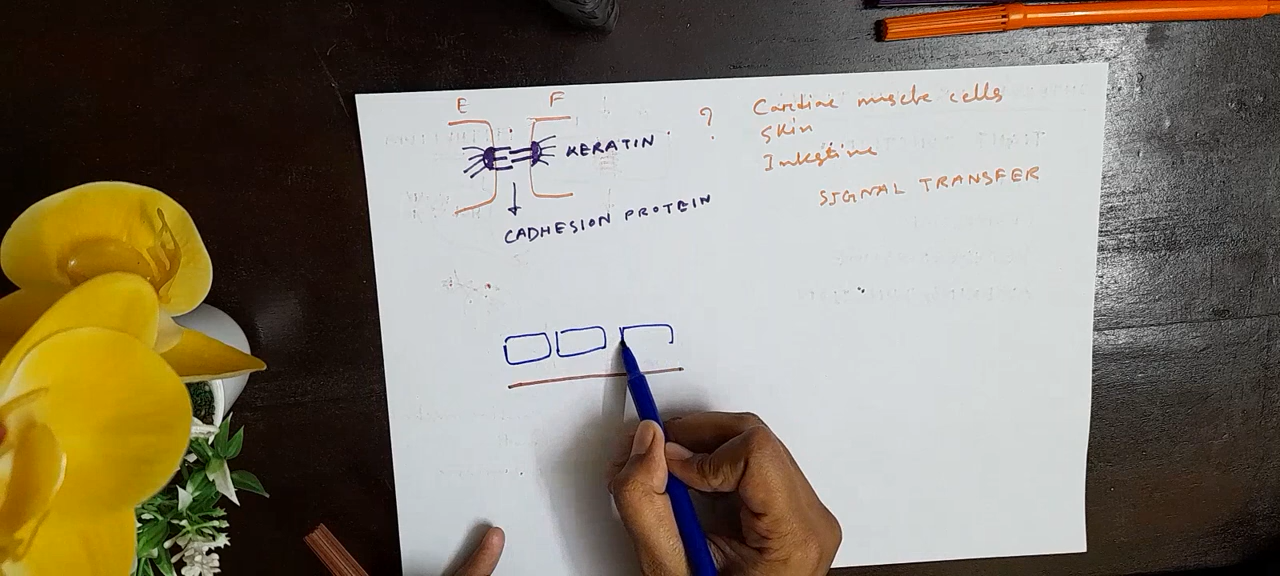 E F
KERATIN
CADHESION PROTEIN
?
Cardiac muscle cells
Skin
Intestine
SIGNAL TRANSFER